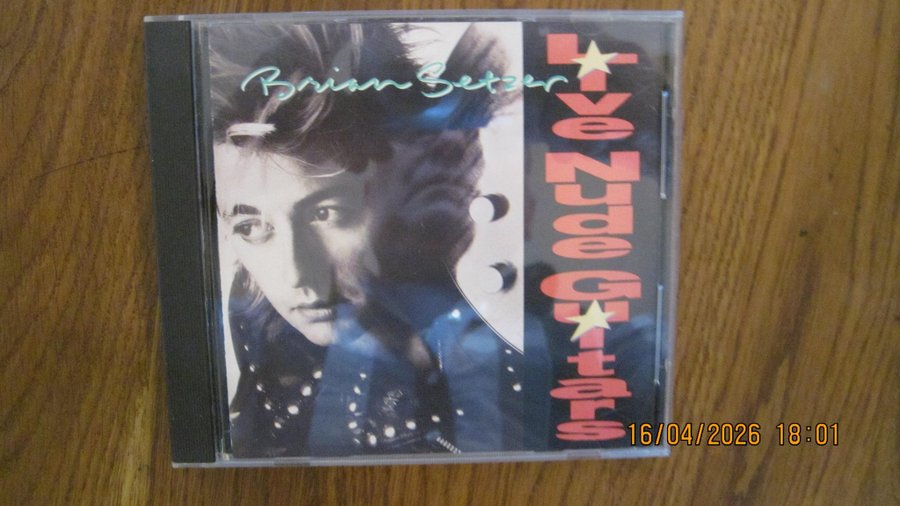 Brian Setzer
Live Nude Guitars
16/04/2026 18:01